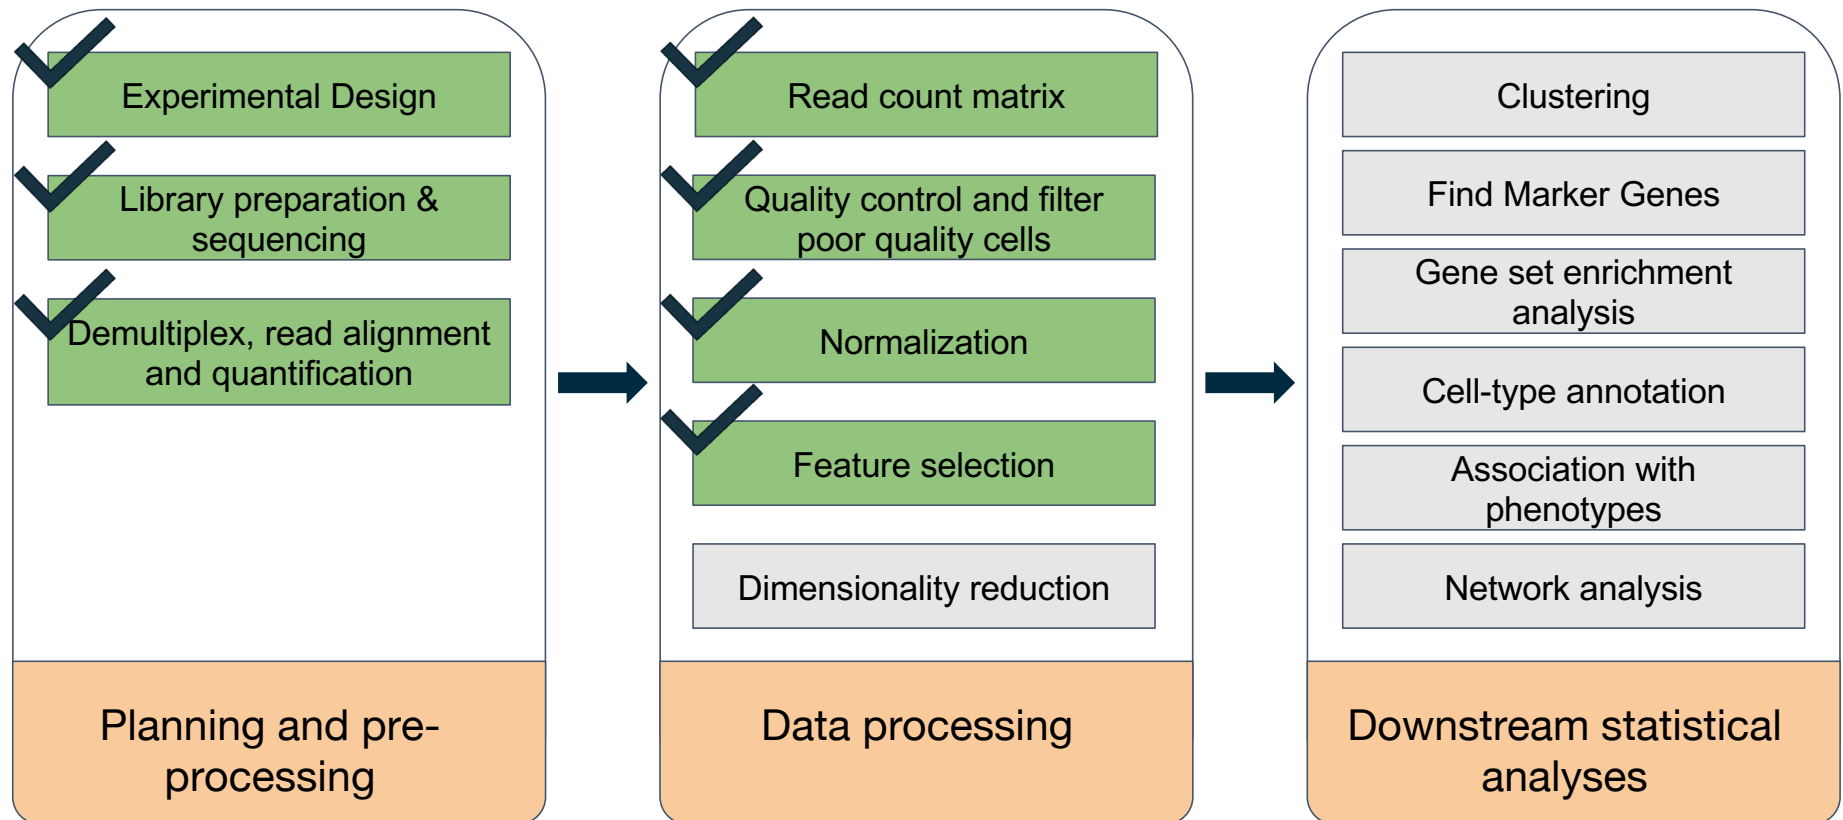 Experimental Design
Library preparation &
sequencing
Demultiplex, read alignment
and quantification
Planning and pre-
processing
Read count matrix
Quality control and filter
poor quality cells
Normalization
Feature selection
Dimensionality reduction
Data processing
Clustering
Find Marker Genes
Gene set enrichment
analysis
Cell-type annotation
Association with
phenotypes
Network analysis
Downstream statistical
analyses